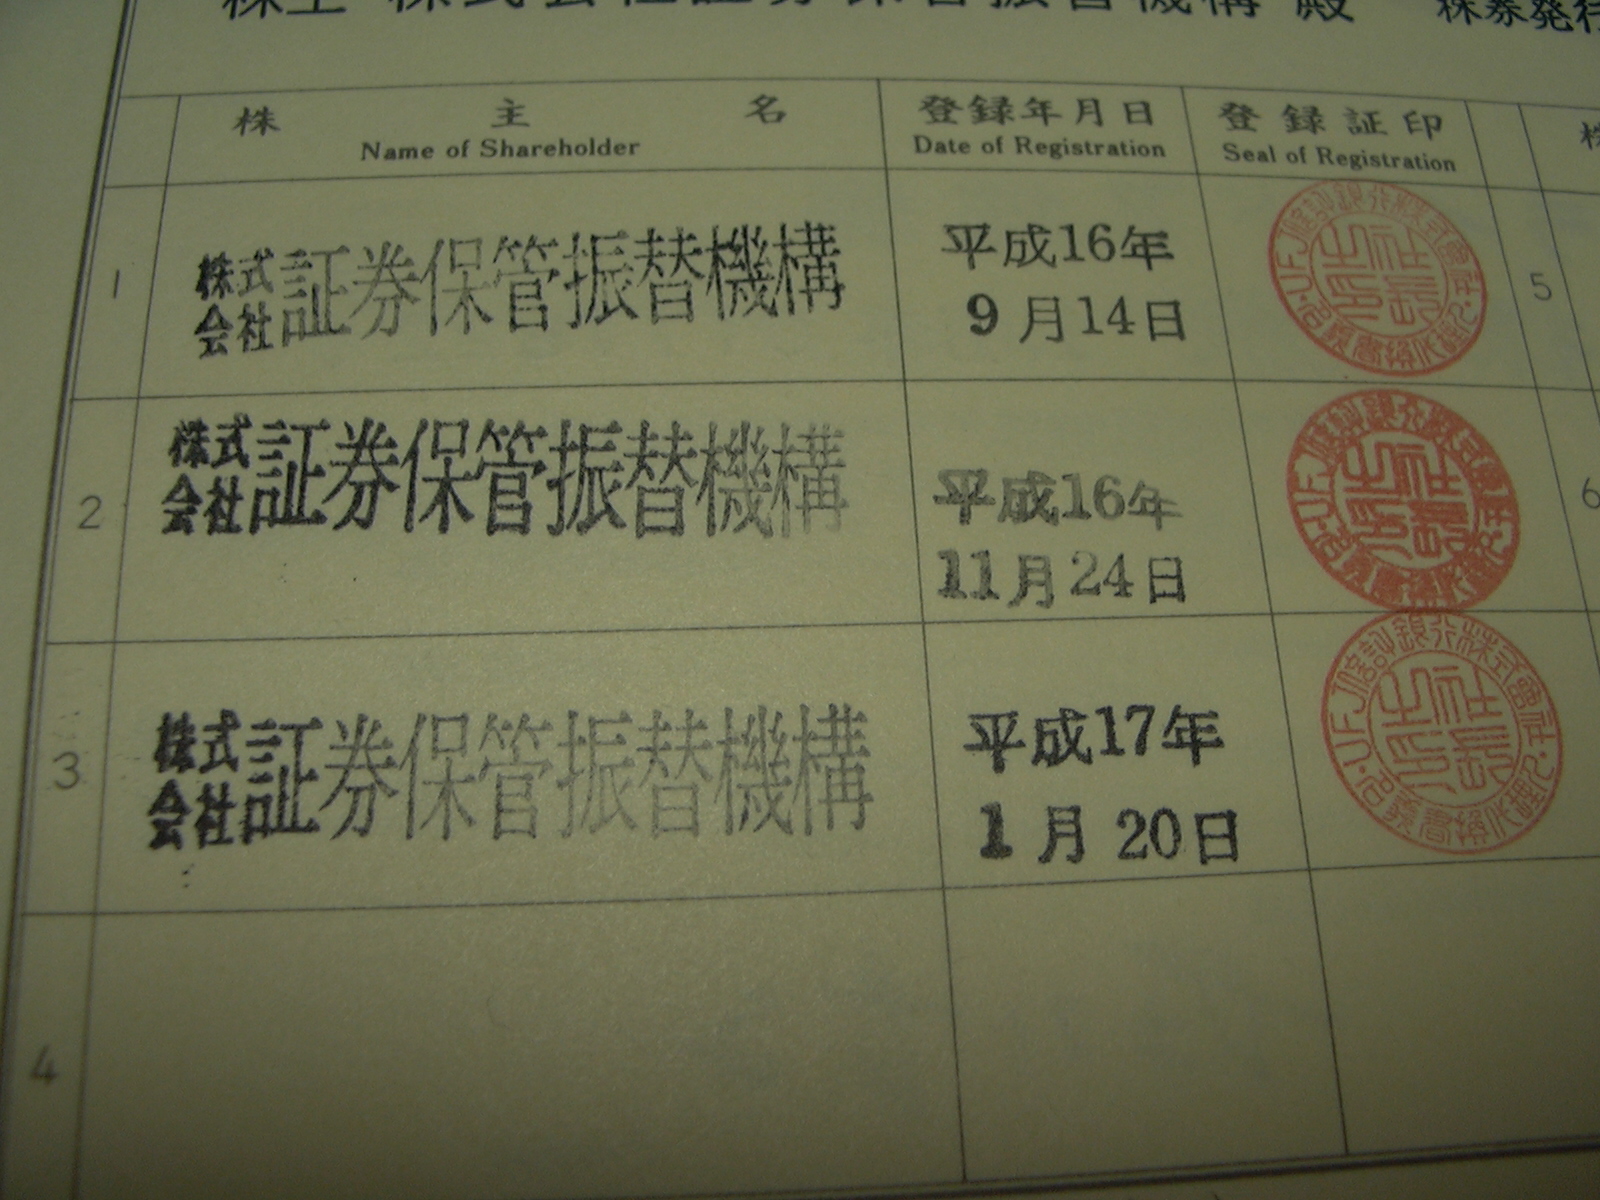 株主 株式会社証券保管振替機構 殿 株券発行
株主名 登録年月日 登録証印 株
Name of Shareholder Date of Registration Seal of Registration
1 株式会社証券保管振替機構 平成16年
9月14日
5
2 株式会社証券保管振替機構 平成16年
11月24日
6
3 株式会社証券保管振替機構 平成17年
1月20日
4